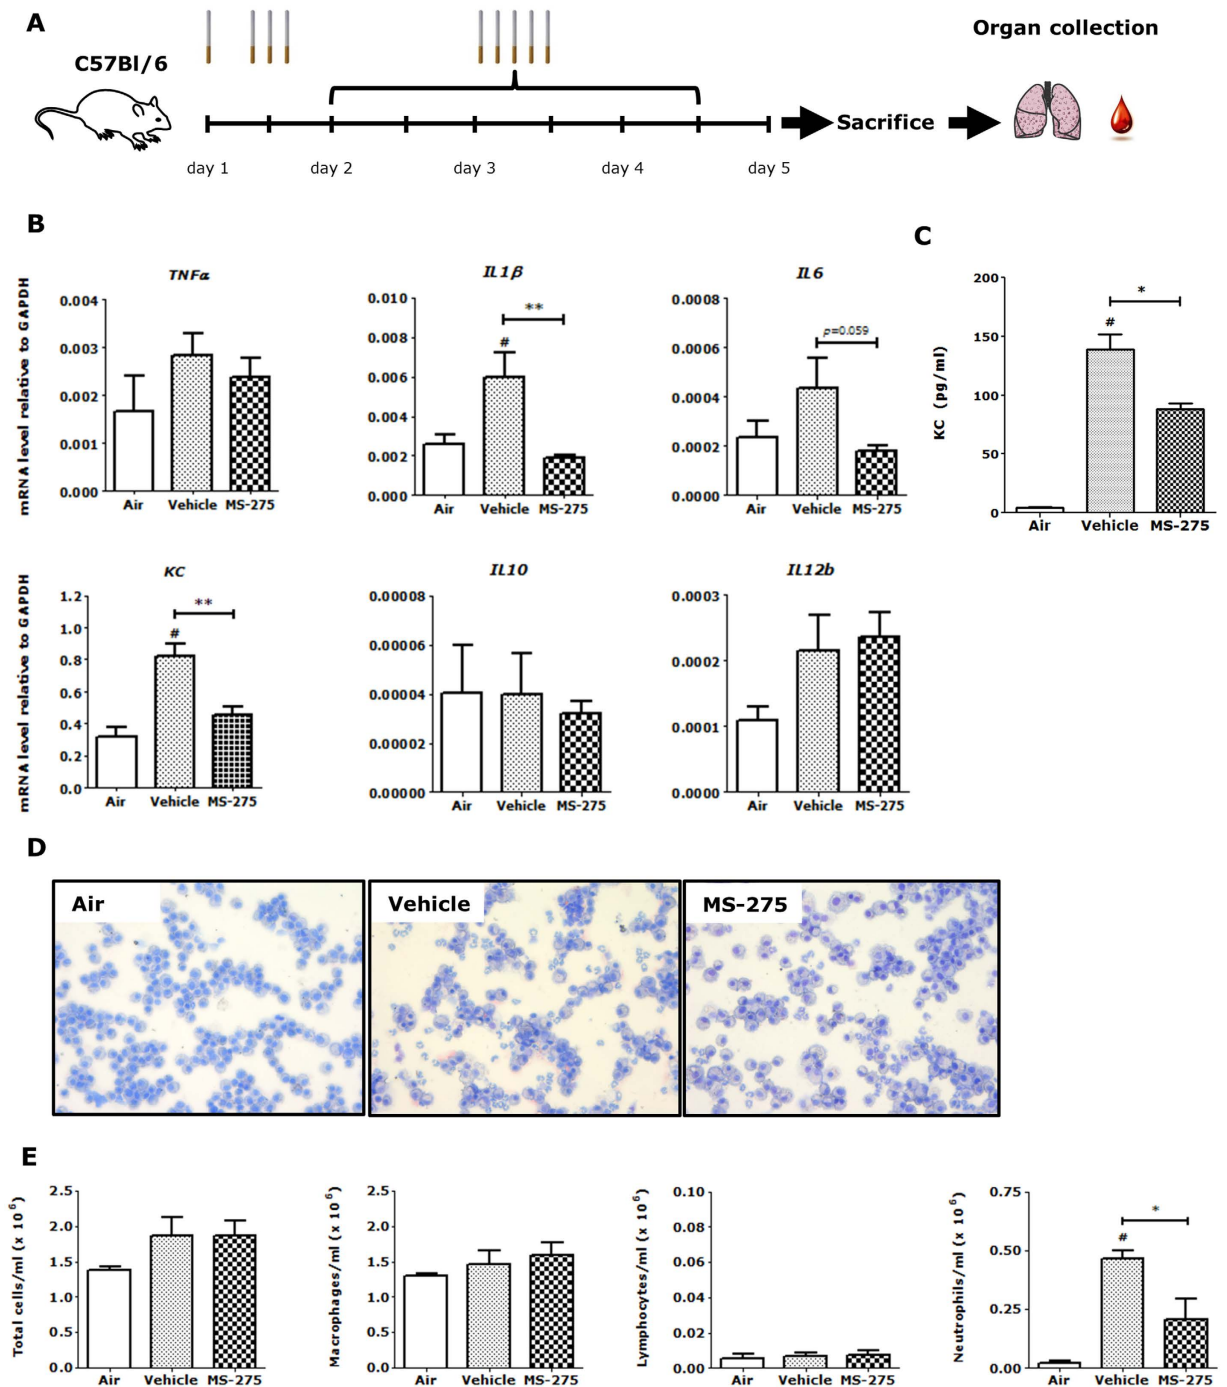 A
C57Bl/6
Organ collection
Sacrifice
day 1
day 2
day 3
day 4
day 5
B
TNFα
mRNA level relative to GAPDH
0.004
0.003
0.002
0.001
0.000
Air
Vehicle
MS-275
IL1β
0.010
0.008
0.006
0.004
0.002
0.000
**
#
Air
Vehicle
MS-275
IL6
0.0008
0.0006
0.0004
0.0002
0.0000
p=0.059
Air
Vehicle
MS-275
C
KC (pg/ml)
200
150
100
50
0
*
#
Air
Vehicle
MS-275
KC
mRNA level relative to GAPDH
1.2
1.0
0.8
0.6
0.4
0.2
0.0
**
#
Air
Vehicle
MS-275
IL10
0.00008
0.00006
0.00004
0.00002
0.00000
Air
Vehicle
MS-275
IL12b
0.0003
0.0002
0.0001
0.0000
Air
Vehicle
MS-275
D
Air
Vehicle
MS-275
E
Total cells/ml (x 10⁶)
2.5
2.0
1.5
1.0
0.5
0.0
Air
Vehicle
MS-275
Macrophages/ml (x 10⁶)
2.5
2.0
1.5
1.0
0.5
0.0
Air
Vehicle
MS-275
Lymphocytes/ml (x 10⁶)
0.10
0.08
0.06
0.04
0.02
0.00
Air
Vehicle
MS-275
Neutrophils/ml (x 10⁶)
0.75
0.50
0.25
0.00
*
#
Air
Vehicle
MS-275